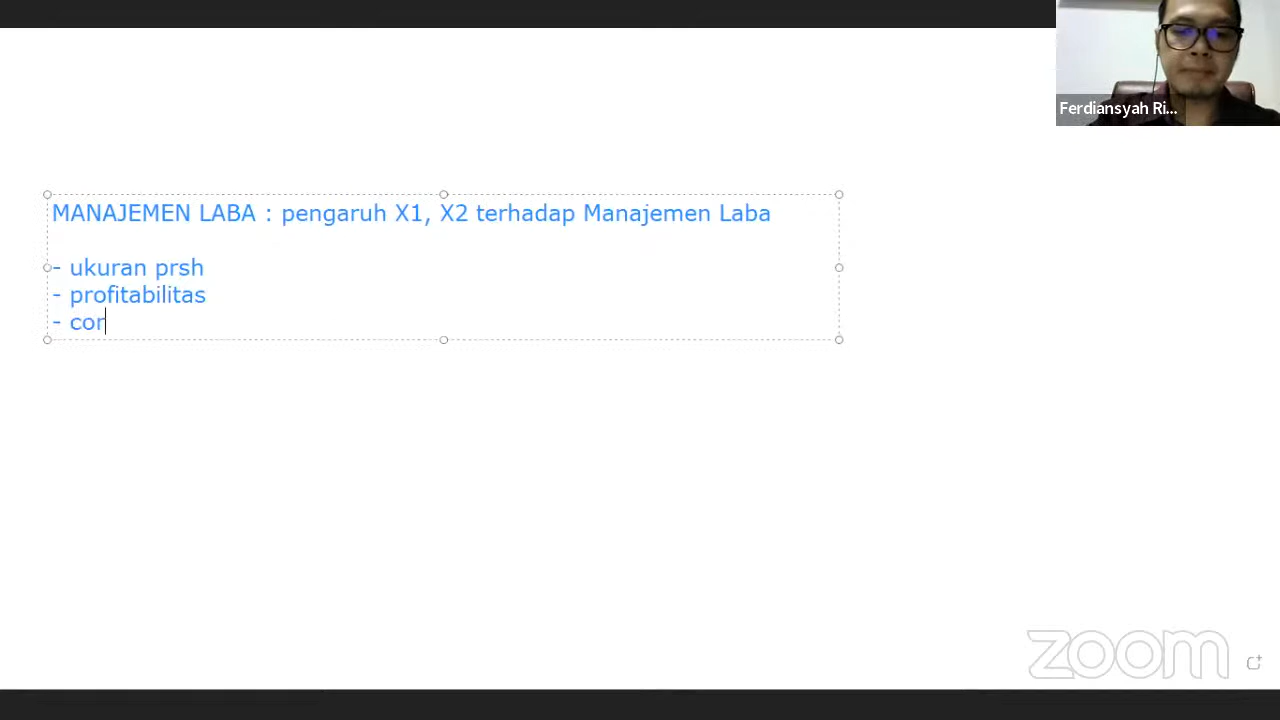 Ferdiansyah Ri...
MANAJEMEN LABA : pengaruh X1, X2 terhadap Manajemen Laba
- ukuran prsh
- profitabilitas
- cor
zoom